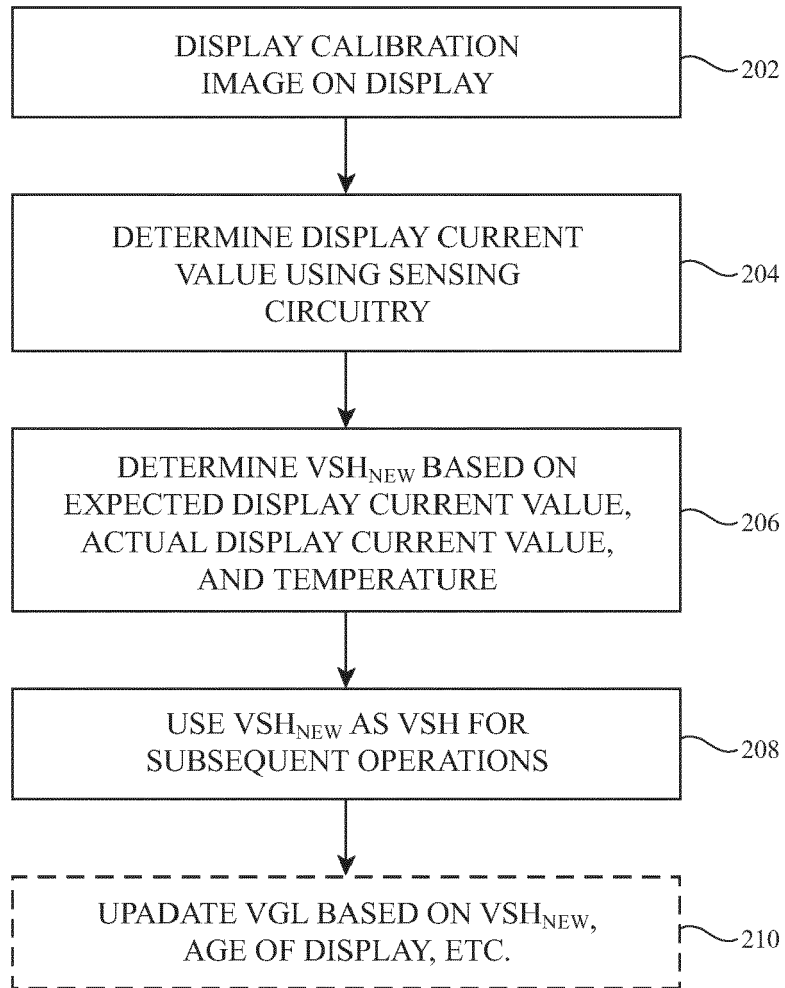 DISPLAY CALIBRATION
IMAGE ON DISPLAY
202
DETERMINE DISPLAY CURRENT
VALUE USING SENSING
CIRCUITRY
204
DETERMINE VSHNEW BASED ON
EXPECTED DISPLAY CURRENT VALUE,
ACTUAL DISPLAY CURRENT VALUE,
AND TEMPERATURE
206
USE VSHNEW AS VSH FOR
SUBSEQUENT OPERATIONS
208
UPADATE VGL BASED ON VSHNEW,
AGE OF DISPLAY, ETC.
210